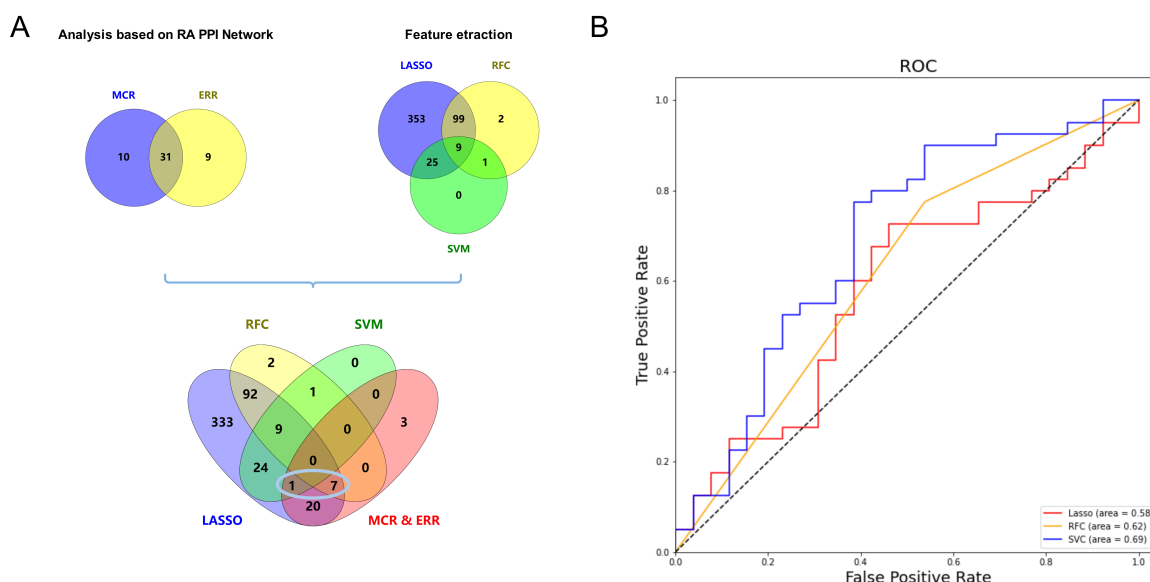 A
B
Analysis based on RA PPI Network
Feature etraction
MCR
ERR
10
31
9
LASSO
RFC
353
99
2
9
25
1
0
SVM
RFC
SVM
2
0
92
1
0
333
9
0
3
24
0
0
1
7
20
LASSO
MCR & ERR
ROC
True Positive Rate
1.0
0.8
0.6
0.4
0.2
0.0
0.0
0.2
0.4
0.6
0.8
1.0
False Positive Rate
Lasso (area = 0.58
RFC (area = 0.62)
SVC (area = 0.69)